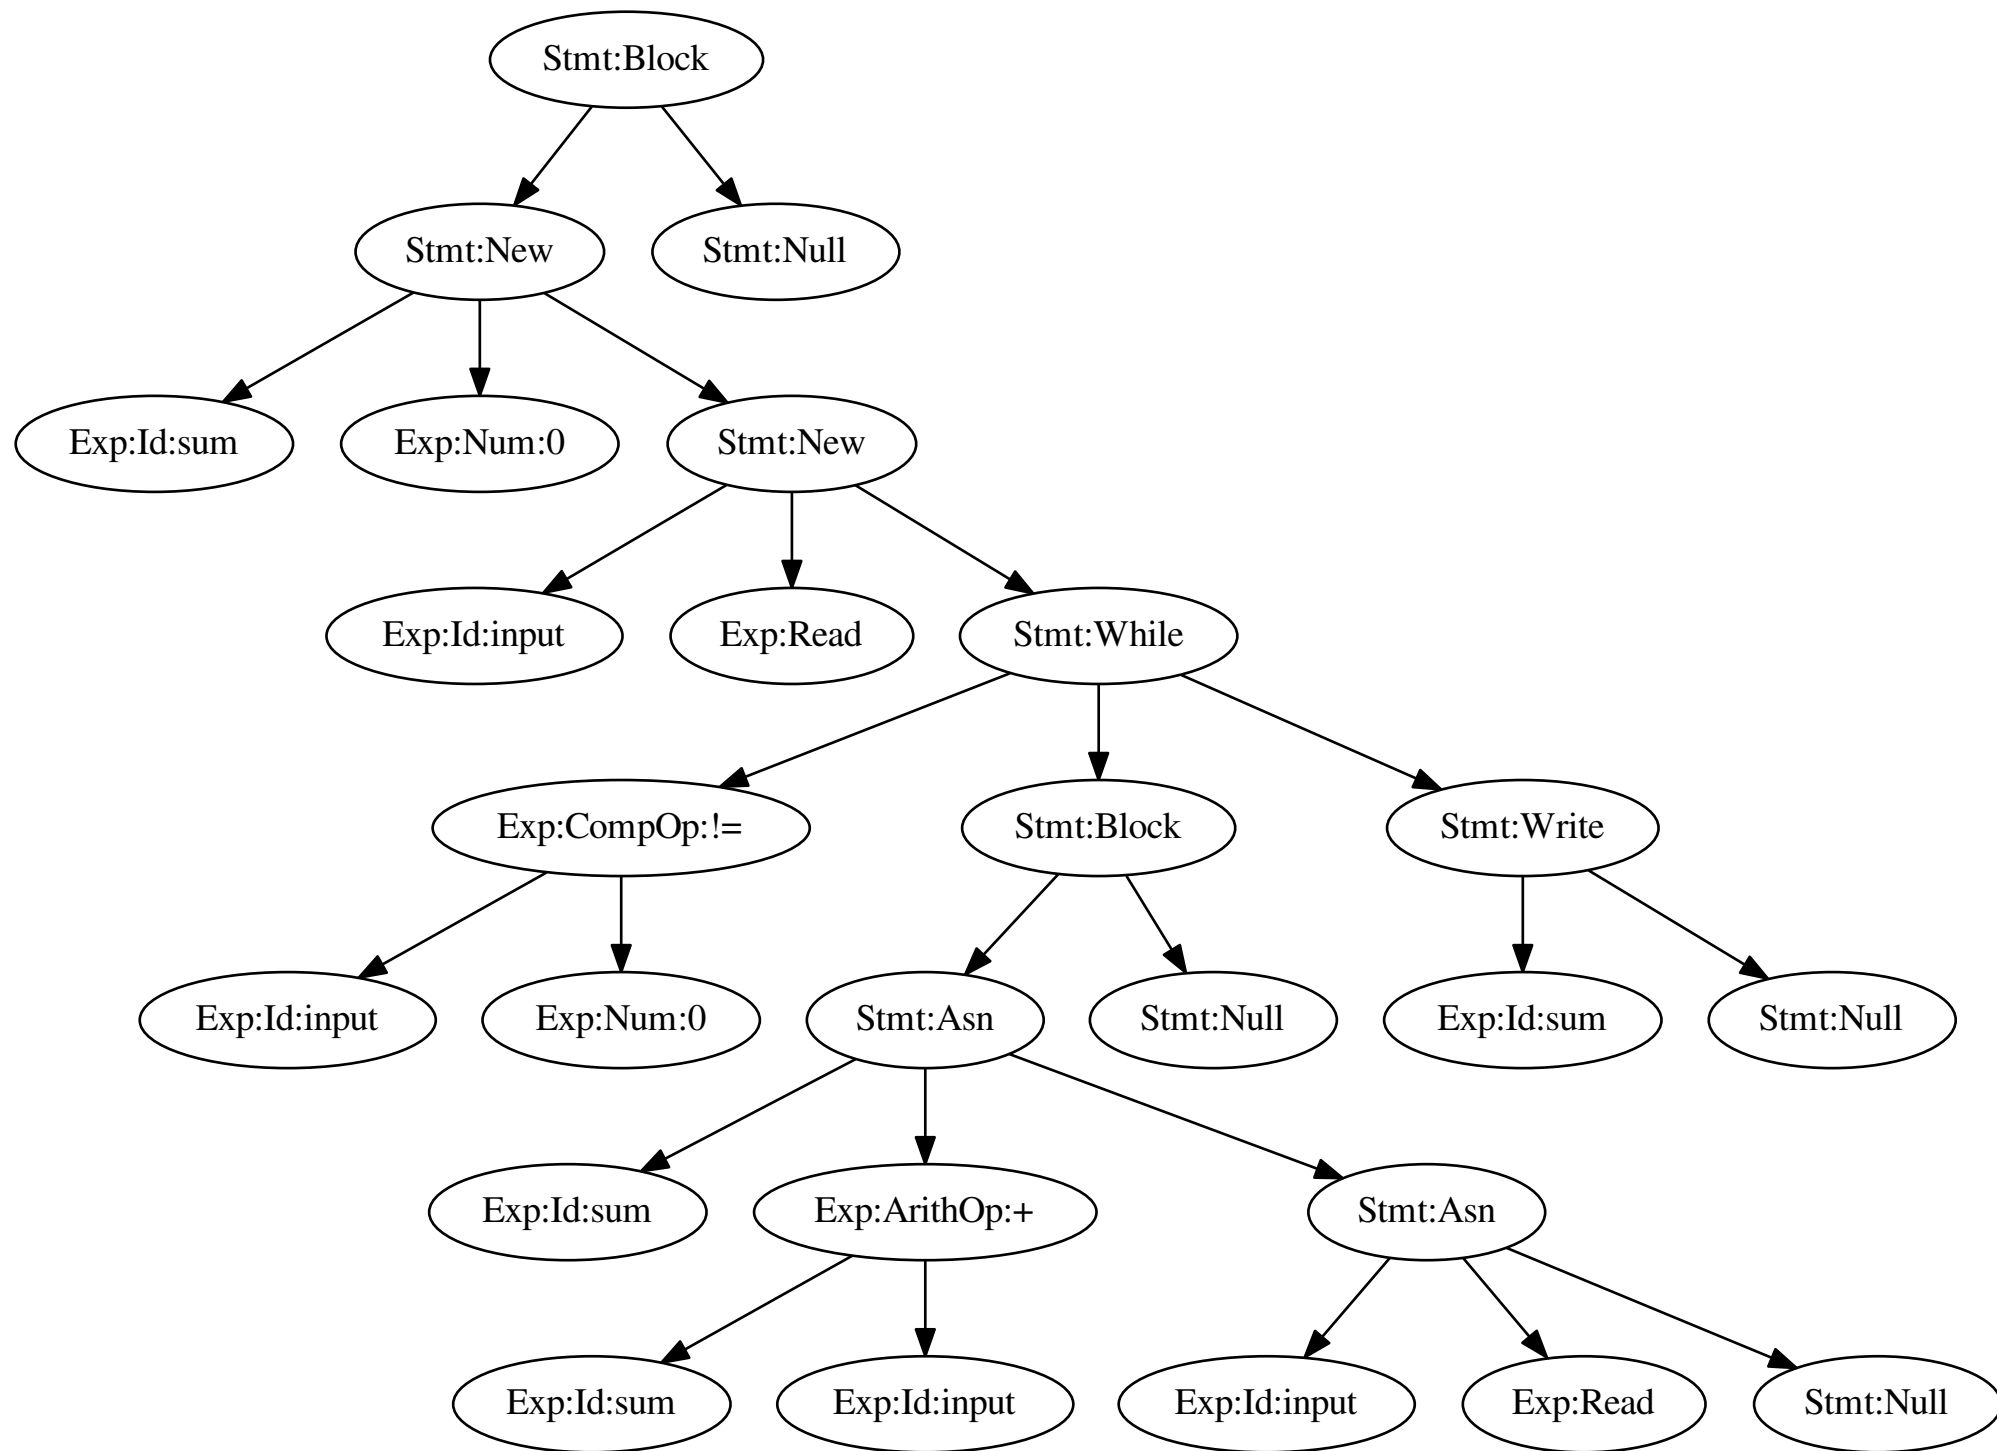 Stmt:Block
Stmt:New
Stmt:Null
Exp:Id:sum
Exp:Num:0
Stmt:New
Exp:Id:input
Exp:Read
Stmt:While
Exp:CompOp:!=
Stmt:Block
Stmt:Write
Exp:Id:input
Exp:Num:0
Stmt:Asn
Stmt:Null
Exp:Id:sum
Stmt:Null
Exp:Id:sum
Exp:ArithOp:+
Stmt:Asn
Exp:Id:sum
Exp:Id:input
Exp:Id:input
Exp:Read
Stmt:Null